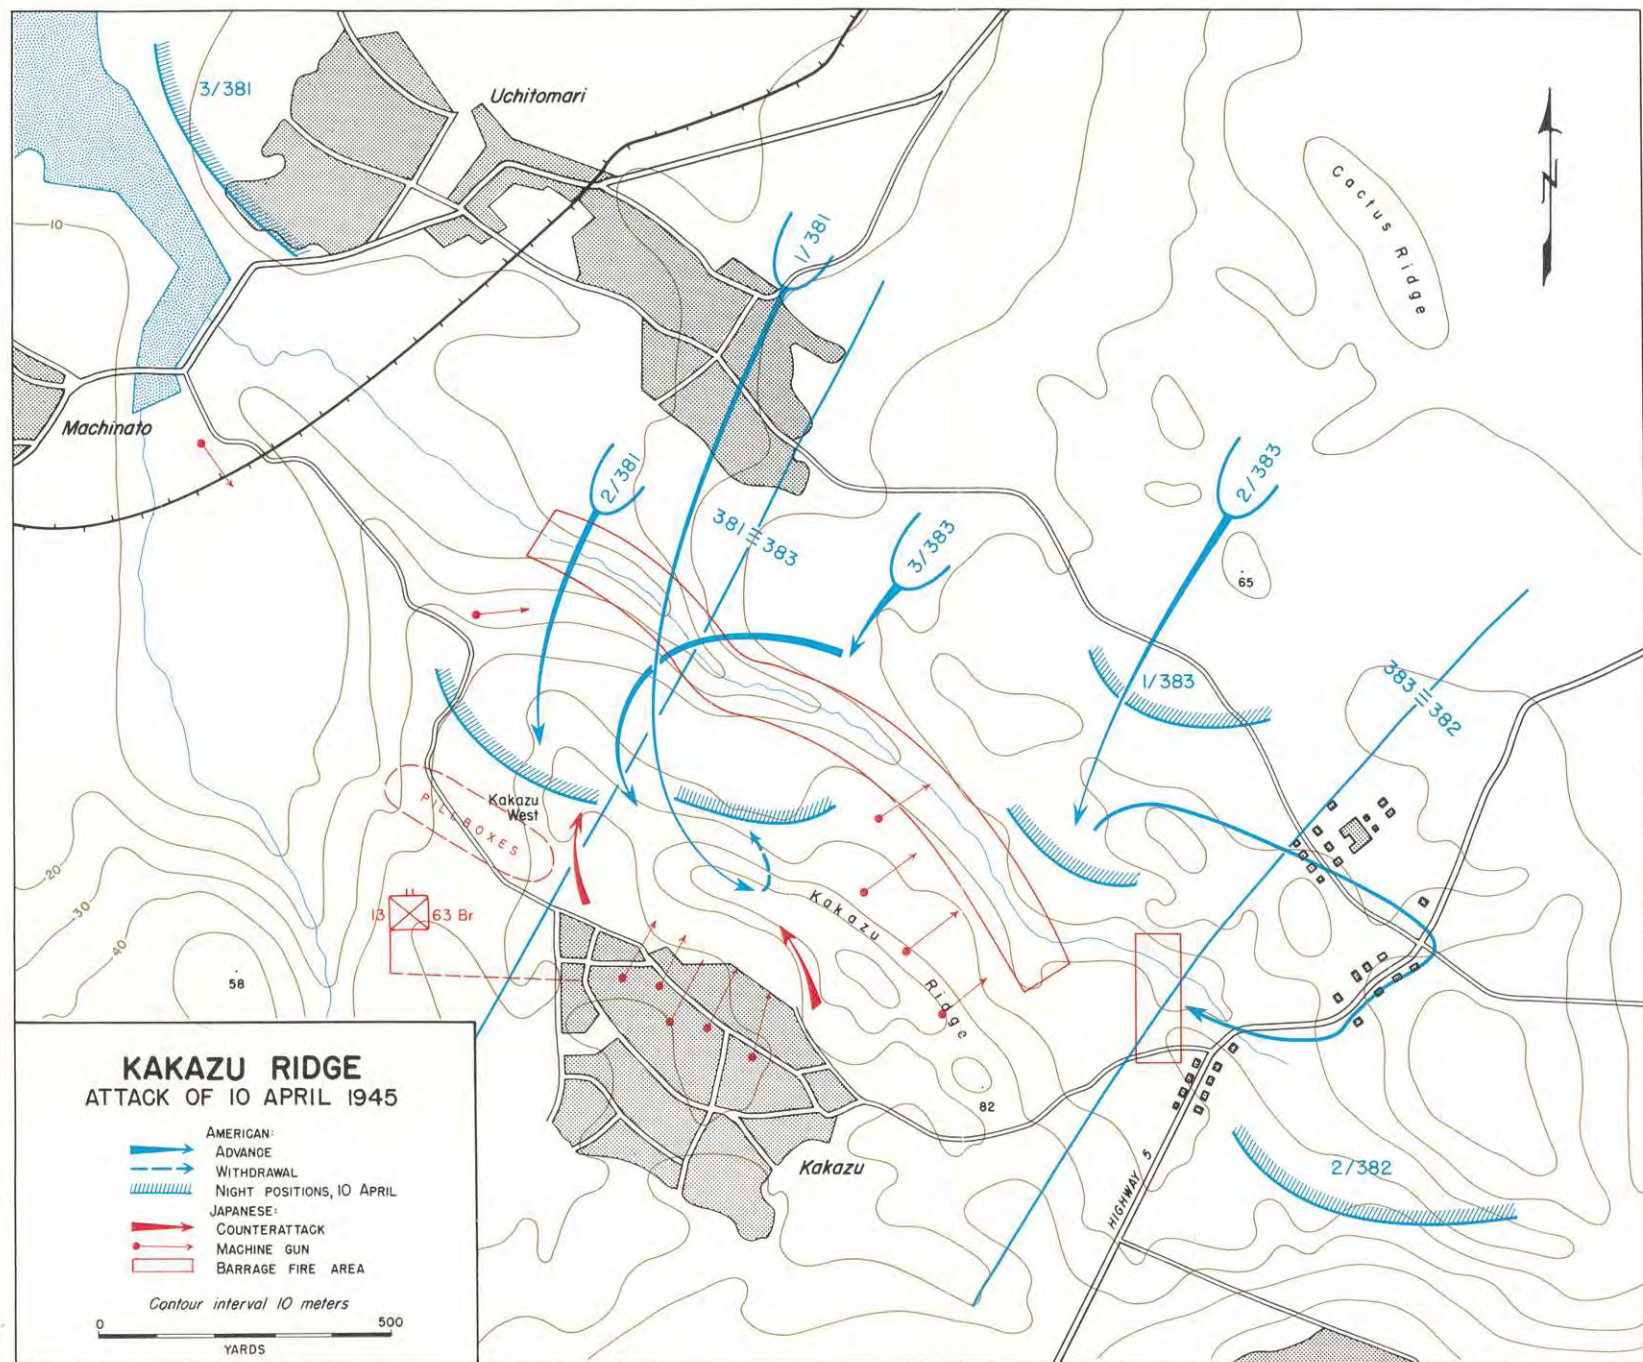 3/381
Uchitomari
Cactus Ridge
1/381
10
Machinato
2/381
2/383
381
383
3/383
65
1/383
383
382
PILLBOXES
Kakazu
West
20
30
40
13
63 Br
Kakazu Ridge
58
82
Kakazu
HIGHWAY 5
2/382
KAKAZU RIDGE
ATTACK OF 10 APRIL 1945
AMERICAN:
ADVANCE
WITHDRAWAL
NIGHT POSITIONS, 10 APRIL
JAPANESE:
COUNTERATTACK
MACHINE GUN
BARRAGE FIRE AREA
Contour interval 10 meters
0 500
YARDS